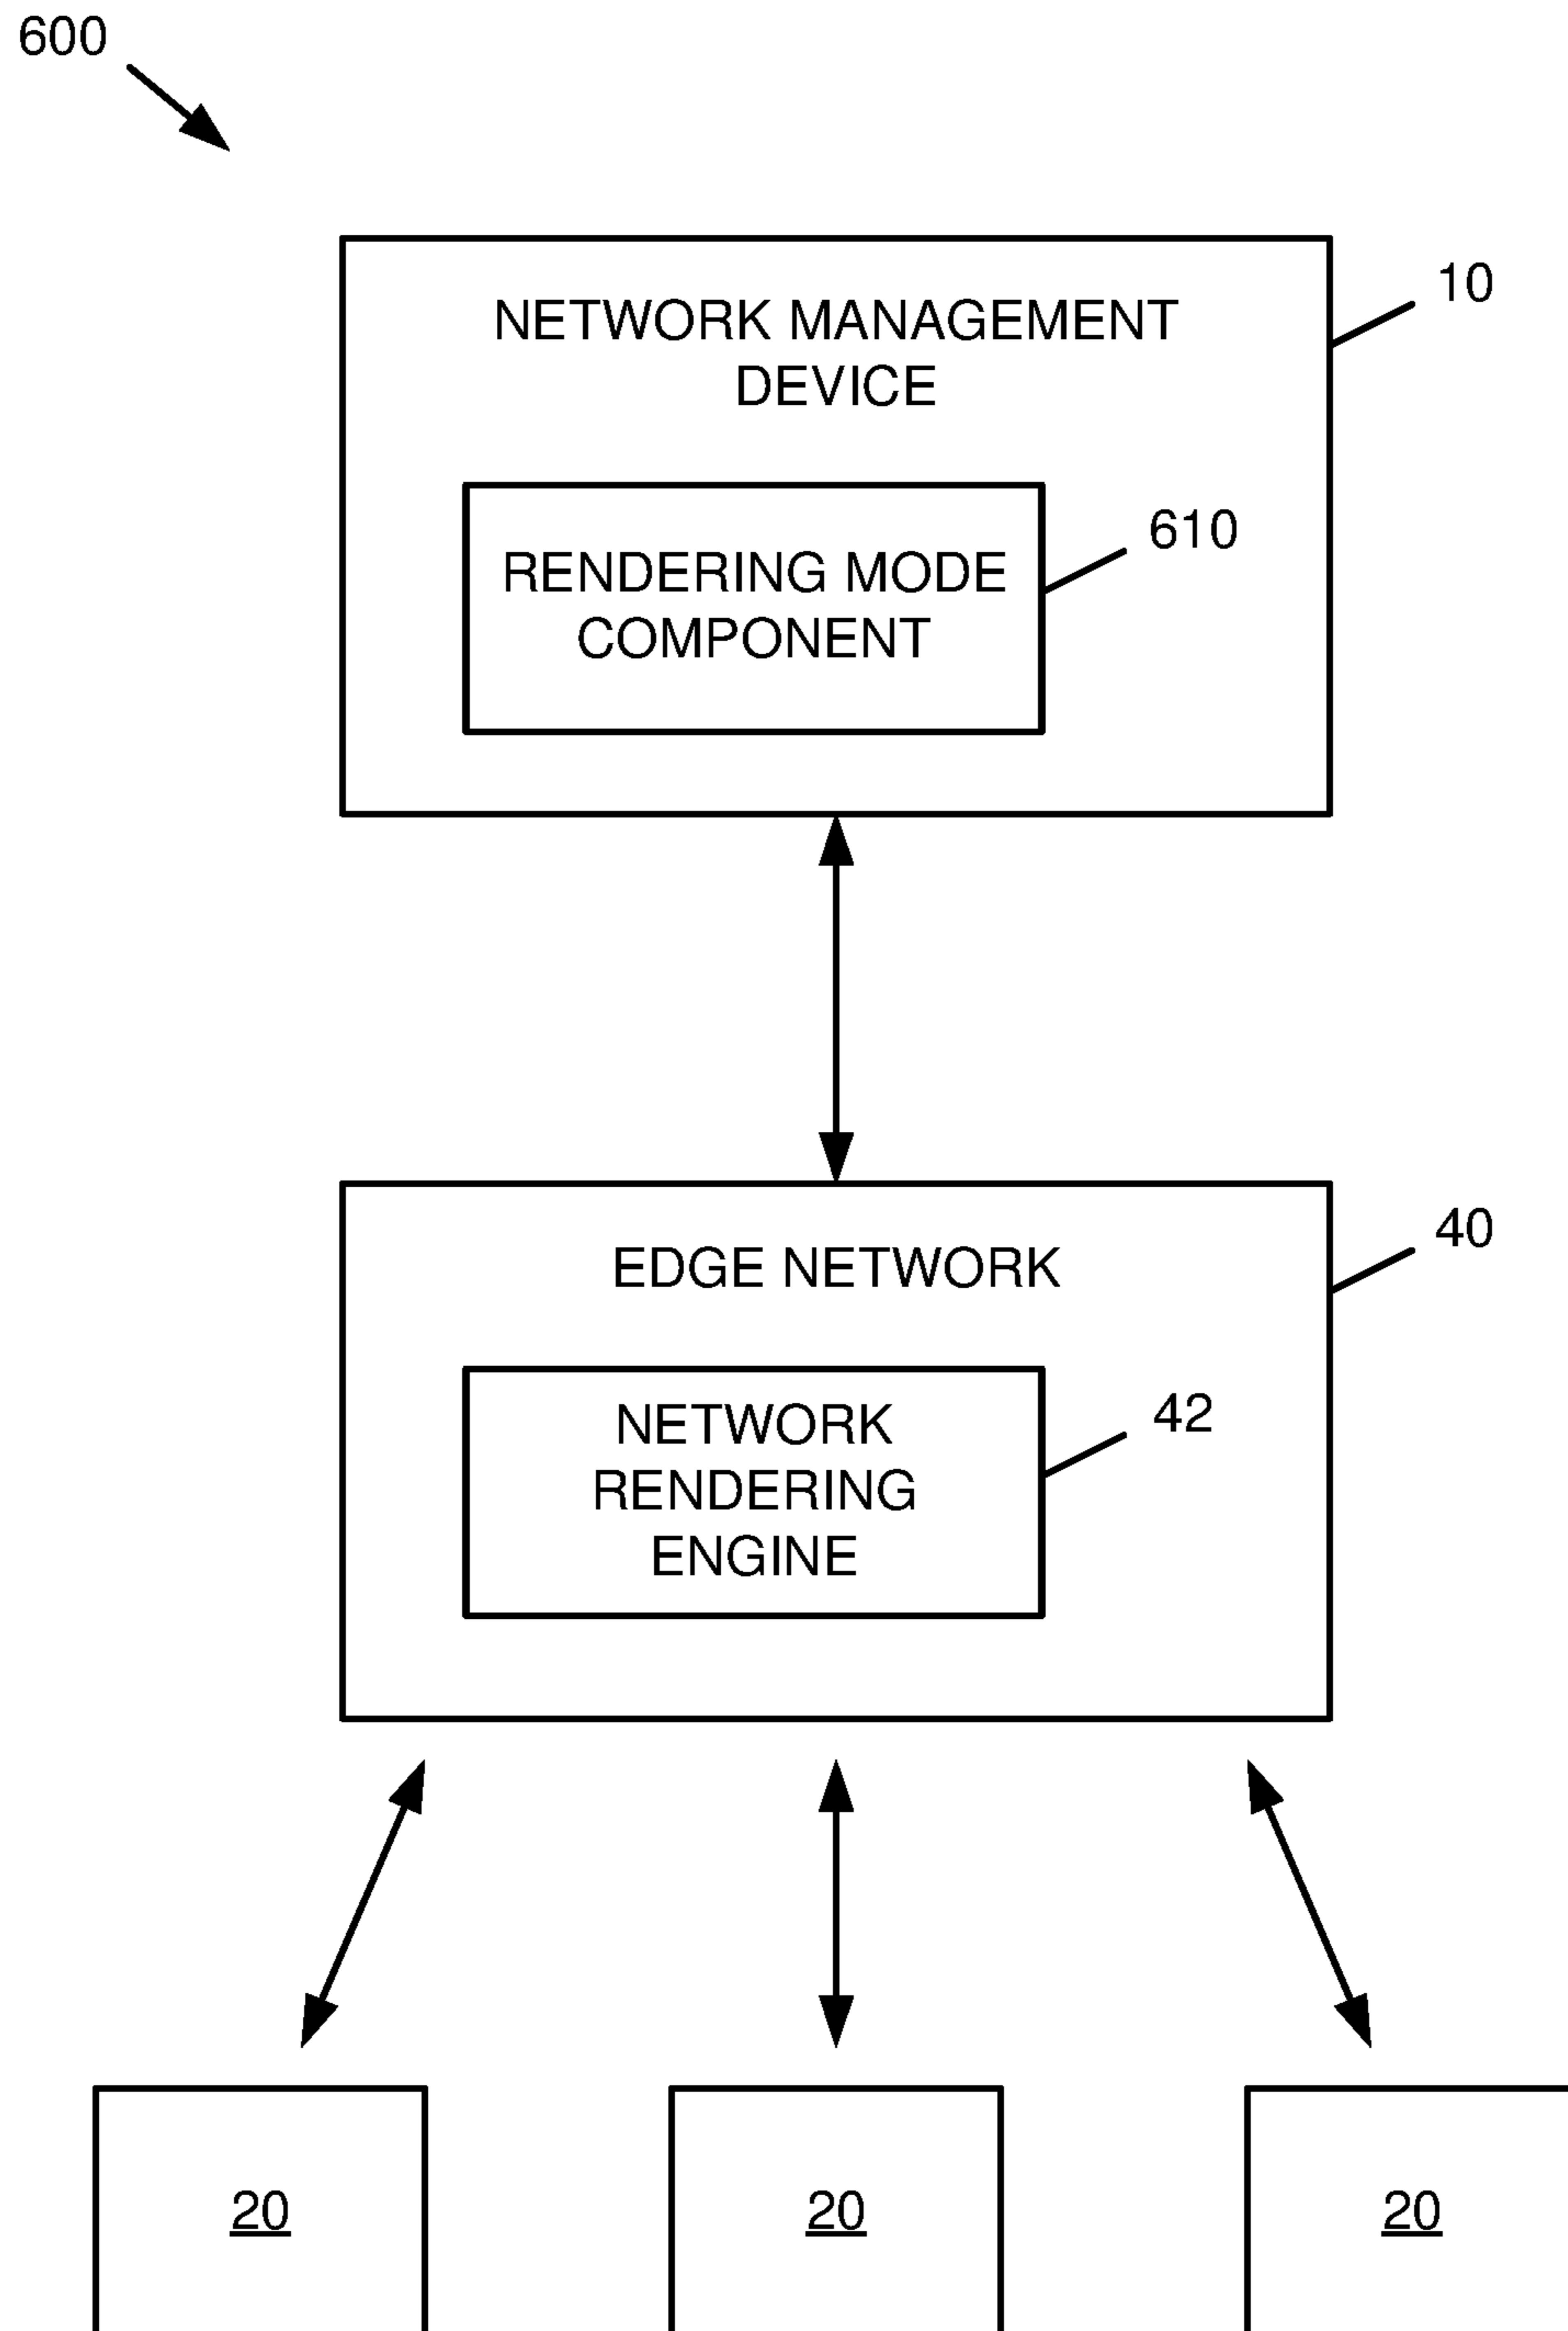 600
10
NETWORK MANAGEMENT
DEVICE
610
RENDERING MODE
COMPONENT
40
EDGE NETWORK
42
NETWORK
RENDERING
ENGINE
20
20
20